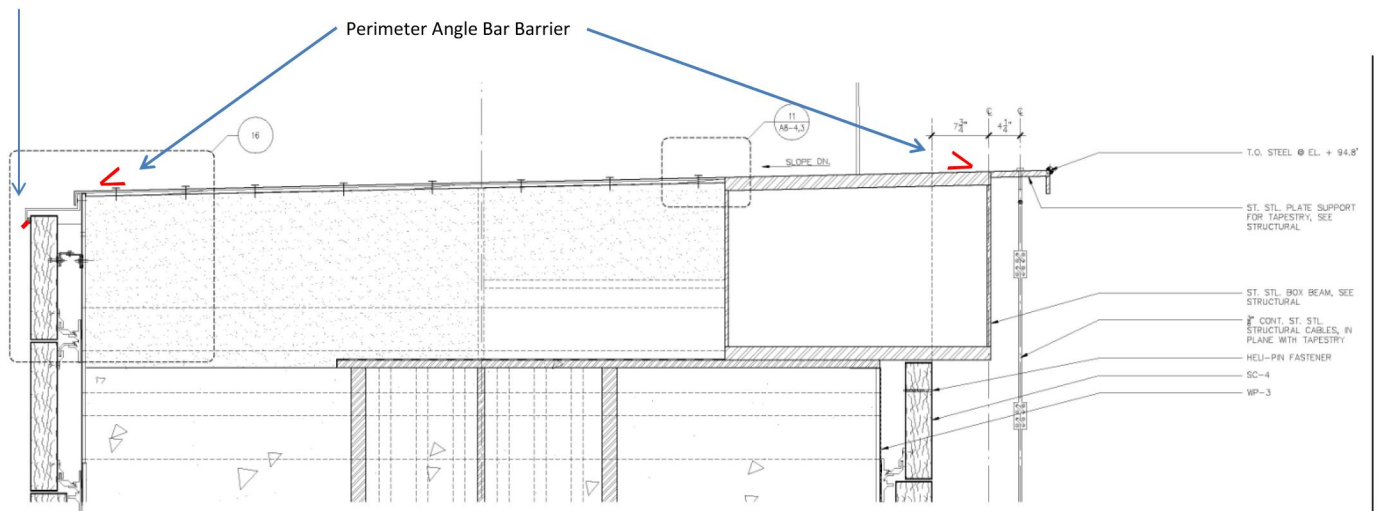 Perimeter Angle Bar Barrier
16
11
A8-4.3
SLOPE DN.
7 3/4"
4 1/4"
℄
℄
T.O. STEEL @ EL. + 94.8'
ST. STL. PLATE SUPPORT
FOR TAPESTRY, SEE
STRUCTURAL
ST. STL. BOX BEAM, SEE
STRUCTURAL
CONT. ST. STL.
STRUCTURAL CABLES, IN
PLANE WITH TAPESTRY
HELI-PIN FASTENER
SC-4
WP-3